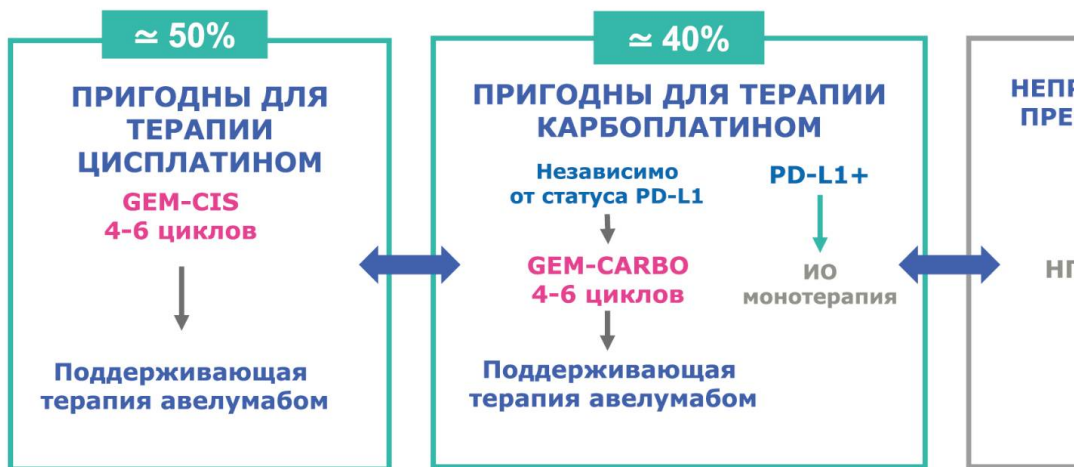 ≃ 50%
ПРИГОДНЫ ДЛЯ
ТЕРАПИИ
ЦИСПЛАТИНОМ
GEM-CIS
4-6 циклов
Поддерживающая
терапия авелумабом
≃ 40%
ПРИГОДНЫ ДЛЯ ТЕРАПИИ
КАРБОПЛАТИНОМ
Независимо
от статуса PD-L1
GEM-CARBO
4-6 циклов
Поддерживающая
терапия авелумабом
PD-L1+
ИО
монотерапия